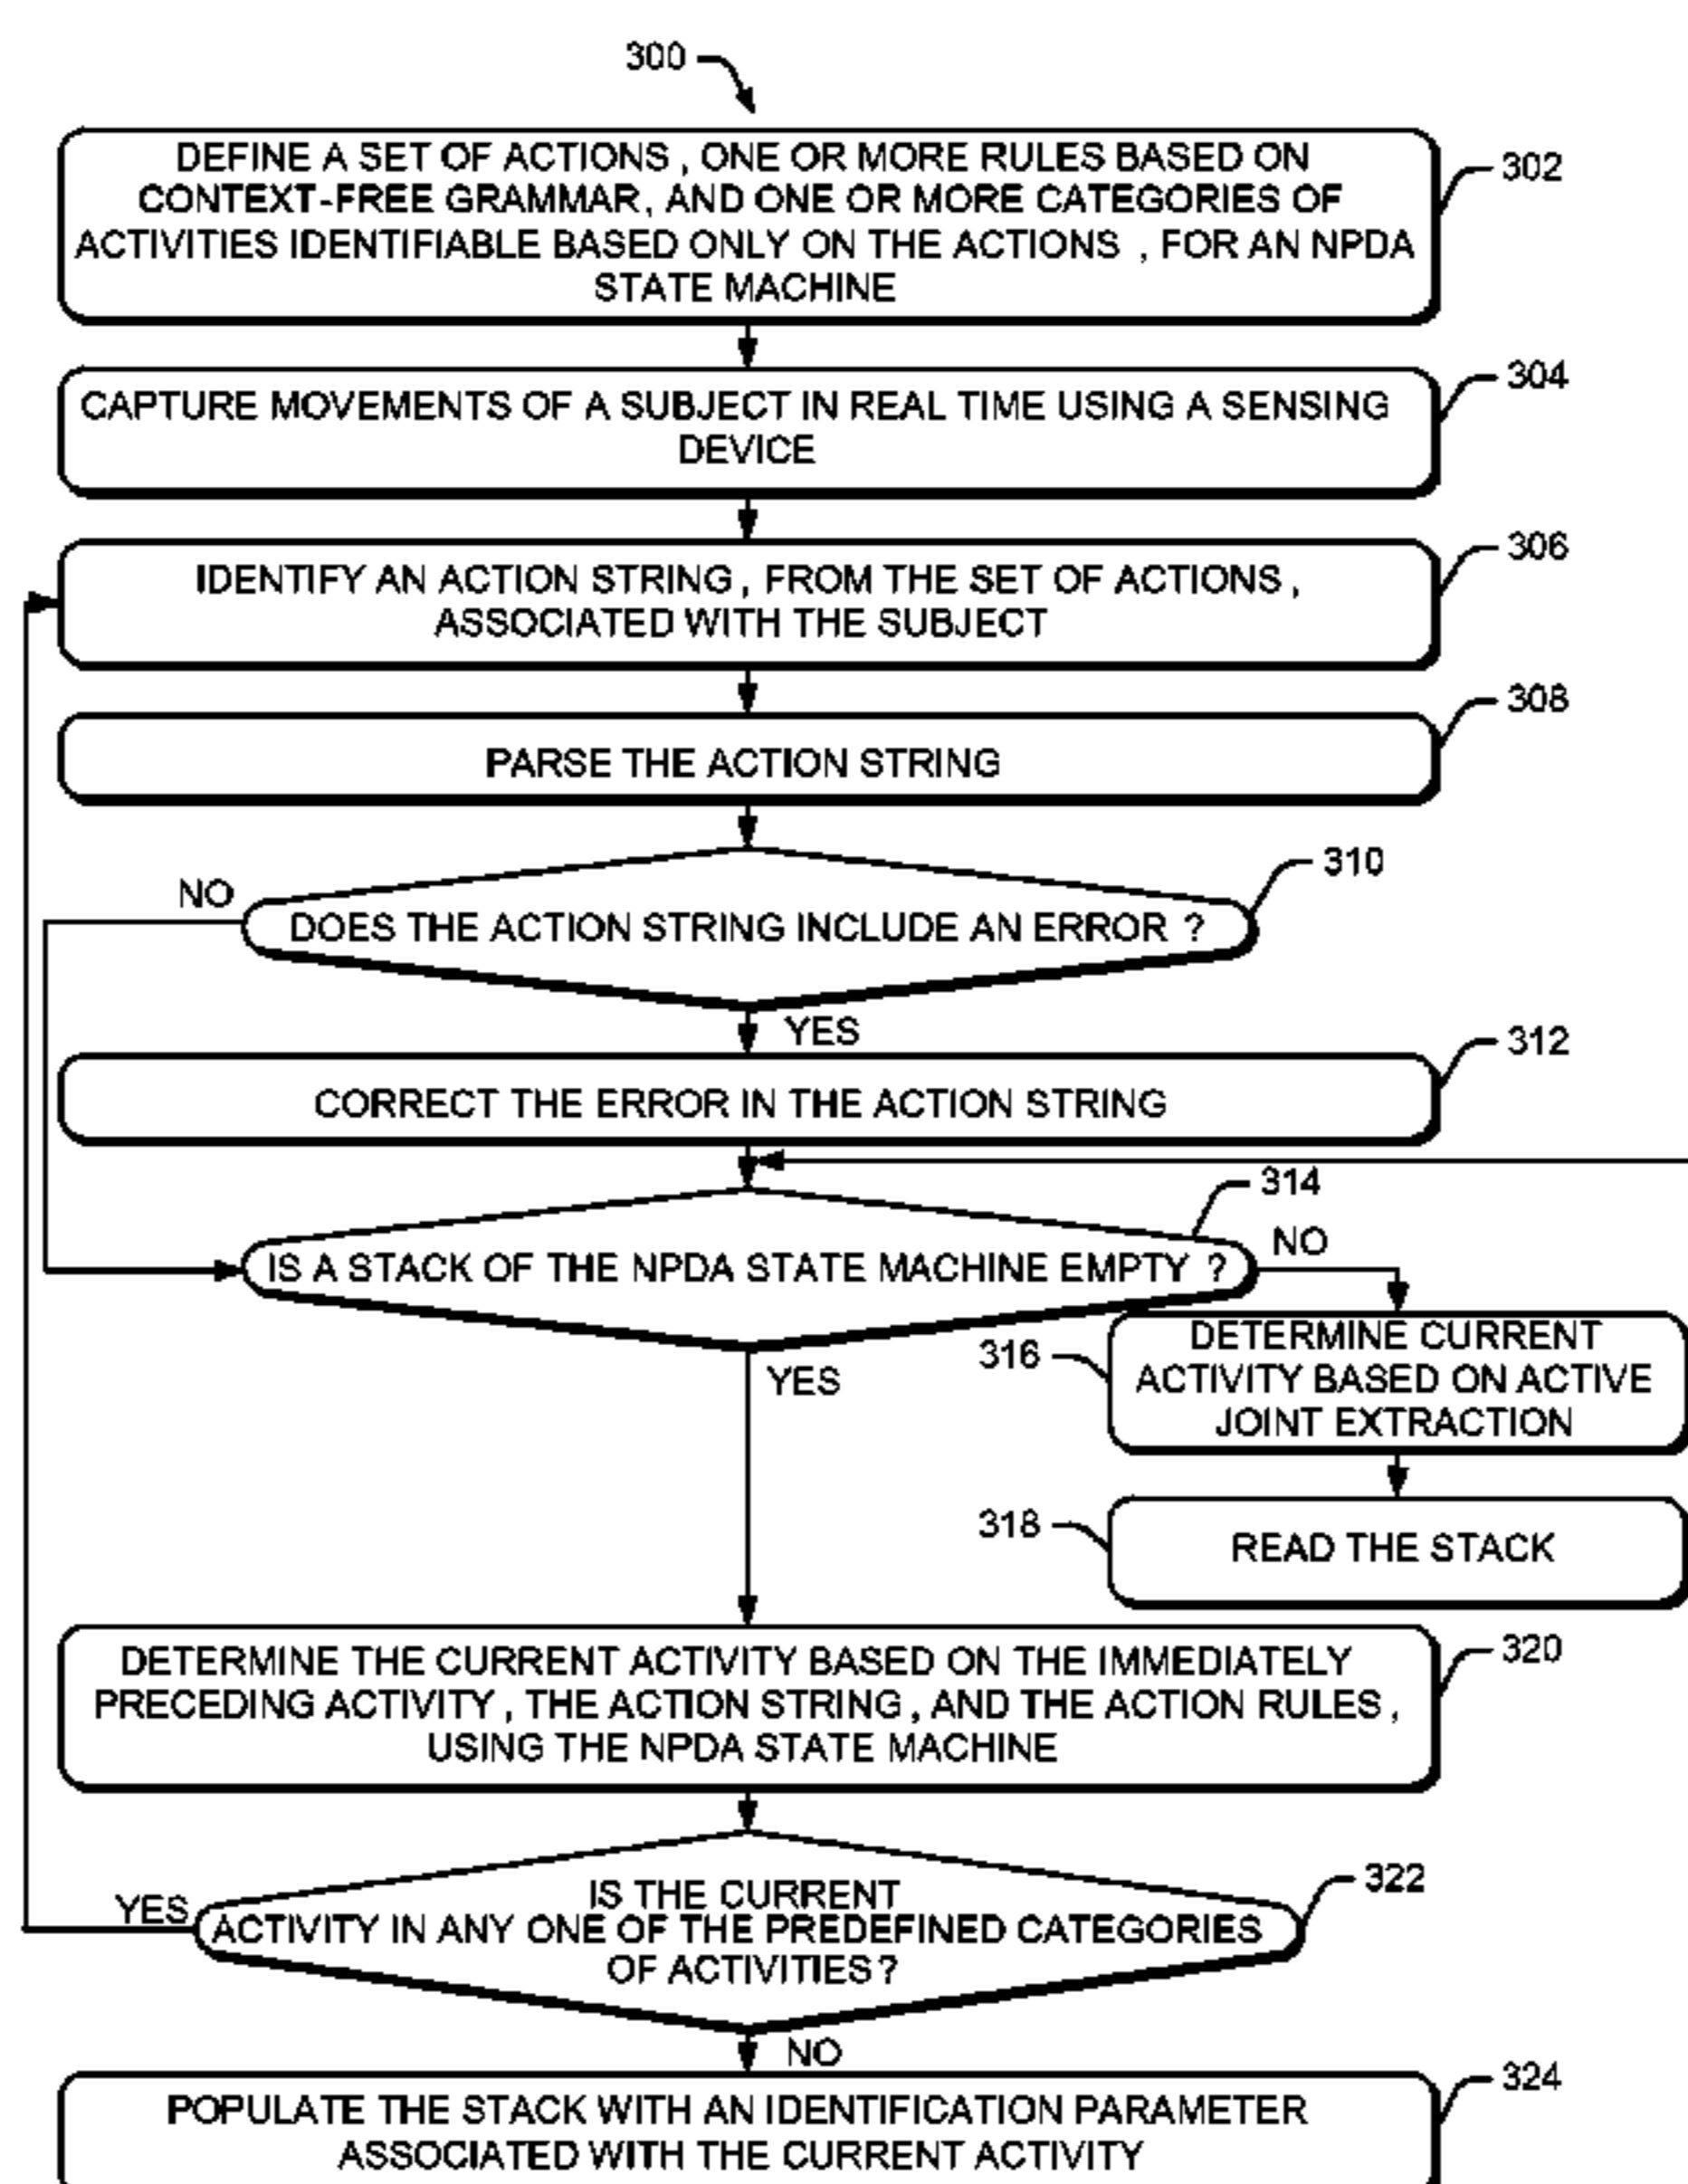 300
DEFINE A SET OF ACTIONS , ONE OR MORE RULES BASED ON
CONTEXT-FREE GRAMMAR, AND ONE OR MORE CATEGORIES OF
ACTIVITIES IDENTIFIABLE BASED ONLY ON THE ACTIONS , FOR AN NPDA
STATE MACHINE
302
CAPTURE MOVEMENTS OF A SUBJECT IN REAL TIME USING A SENSING
DEVICE
304
IDENTIFY AN ACTION STRING, FROM THE SET OF ACTIONS ,
ASSOCIATED WITH THE SUBJECT
306
PARSE THE ACTION STRING
308
DOES THE ACTION STRING INCLUDE AN ERROR ?
310
NO
YES
CORRECT THE ERROR IN THE ACTION STRING
312
IS A STACK OF THE NPDA STATE MACHINE EMPTY ?
314
NO
YES
316
DETERMINE CURRENT
ACTIVITY BASED ON ACTIVE
JOINT EXTRACTION
318
READ THE STACK
DETERMINE THE CURRENT ACTIVITY BASED ON THE IMMEDIATELY
PRECEDING ACTIVITY , THE ACTION STRING , AND THE ACTION RULES ,
USING THE NPDA STATE MACHINE
320
IS THE CURRENT
ACTIVITY IN ANY ONE OF THE PREDEFINED CATEGORIES
OF ACTIVITIES?
322
YES
NO
POPULATE THE STACK WITH AN IDENTIFICATION PARAMETER
ASSOCIATED WITH THE CURRENT ACTIVITY
324